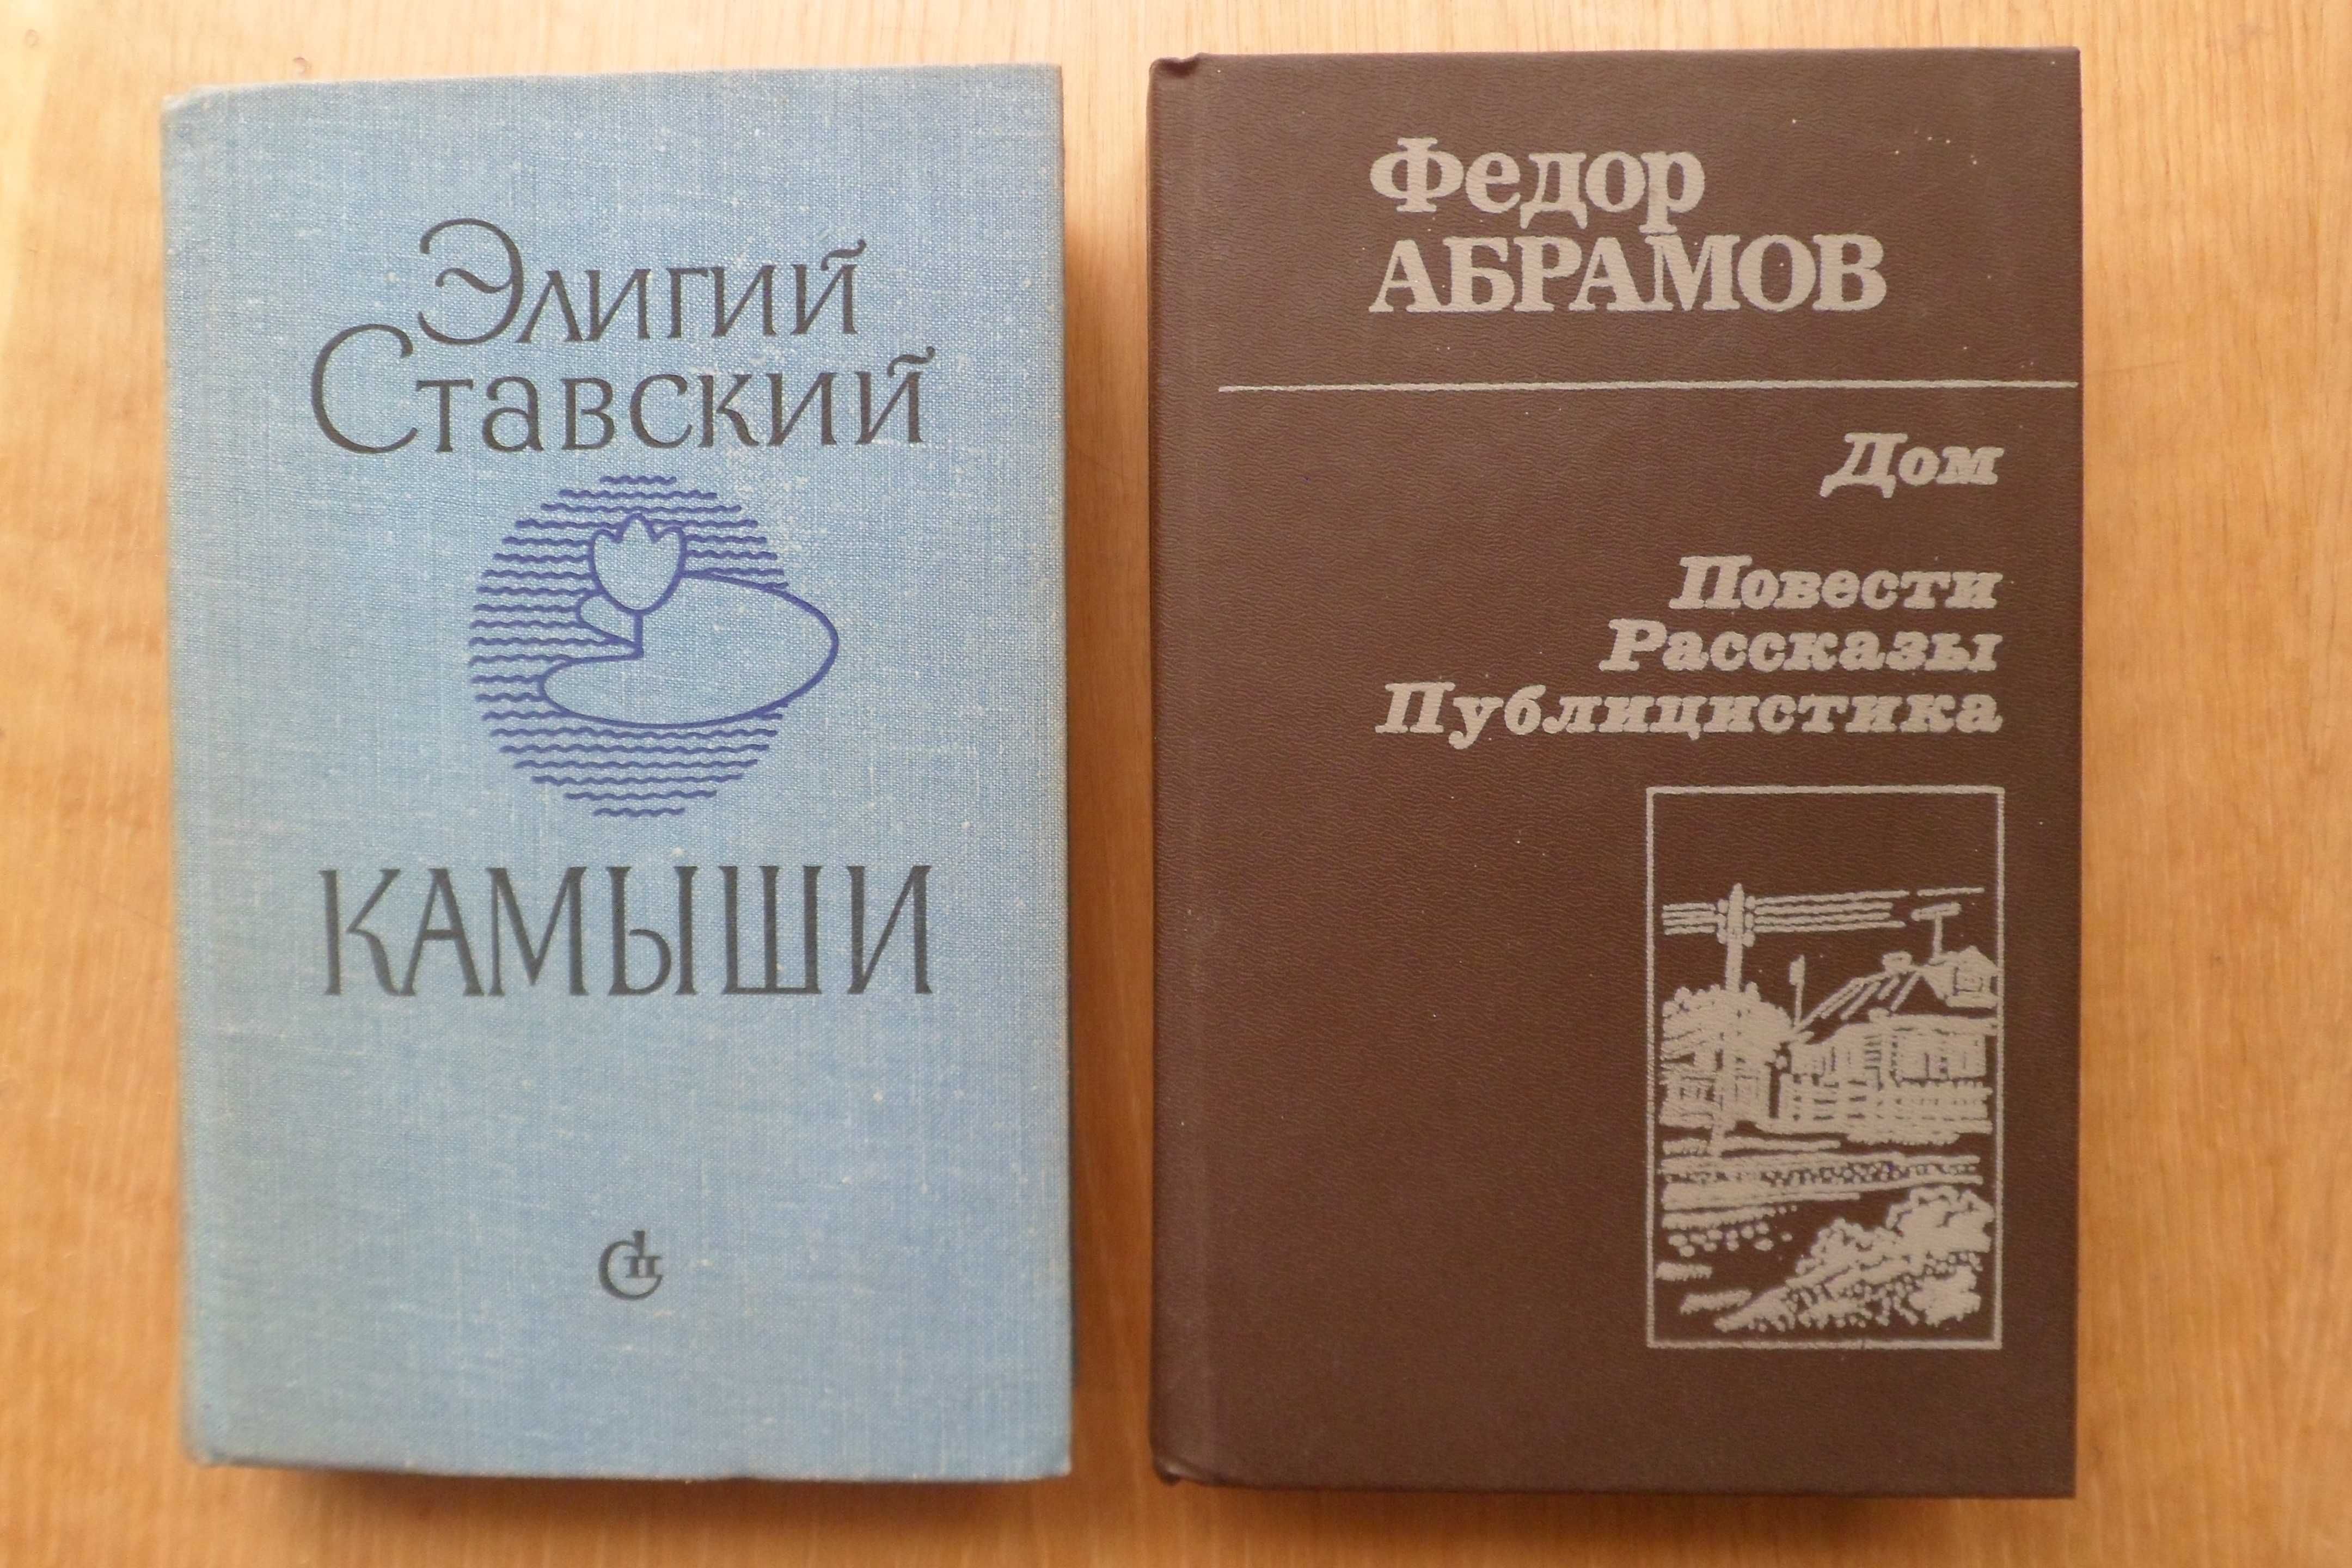 Элигий
Ставский
КАМЫШИ
Федор
АБРАМОВ
Дом
Повести
Рассказы
Публицистика